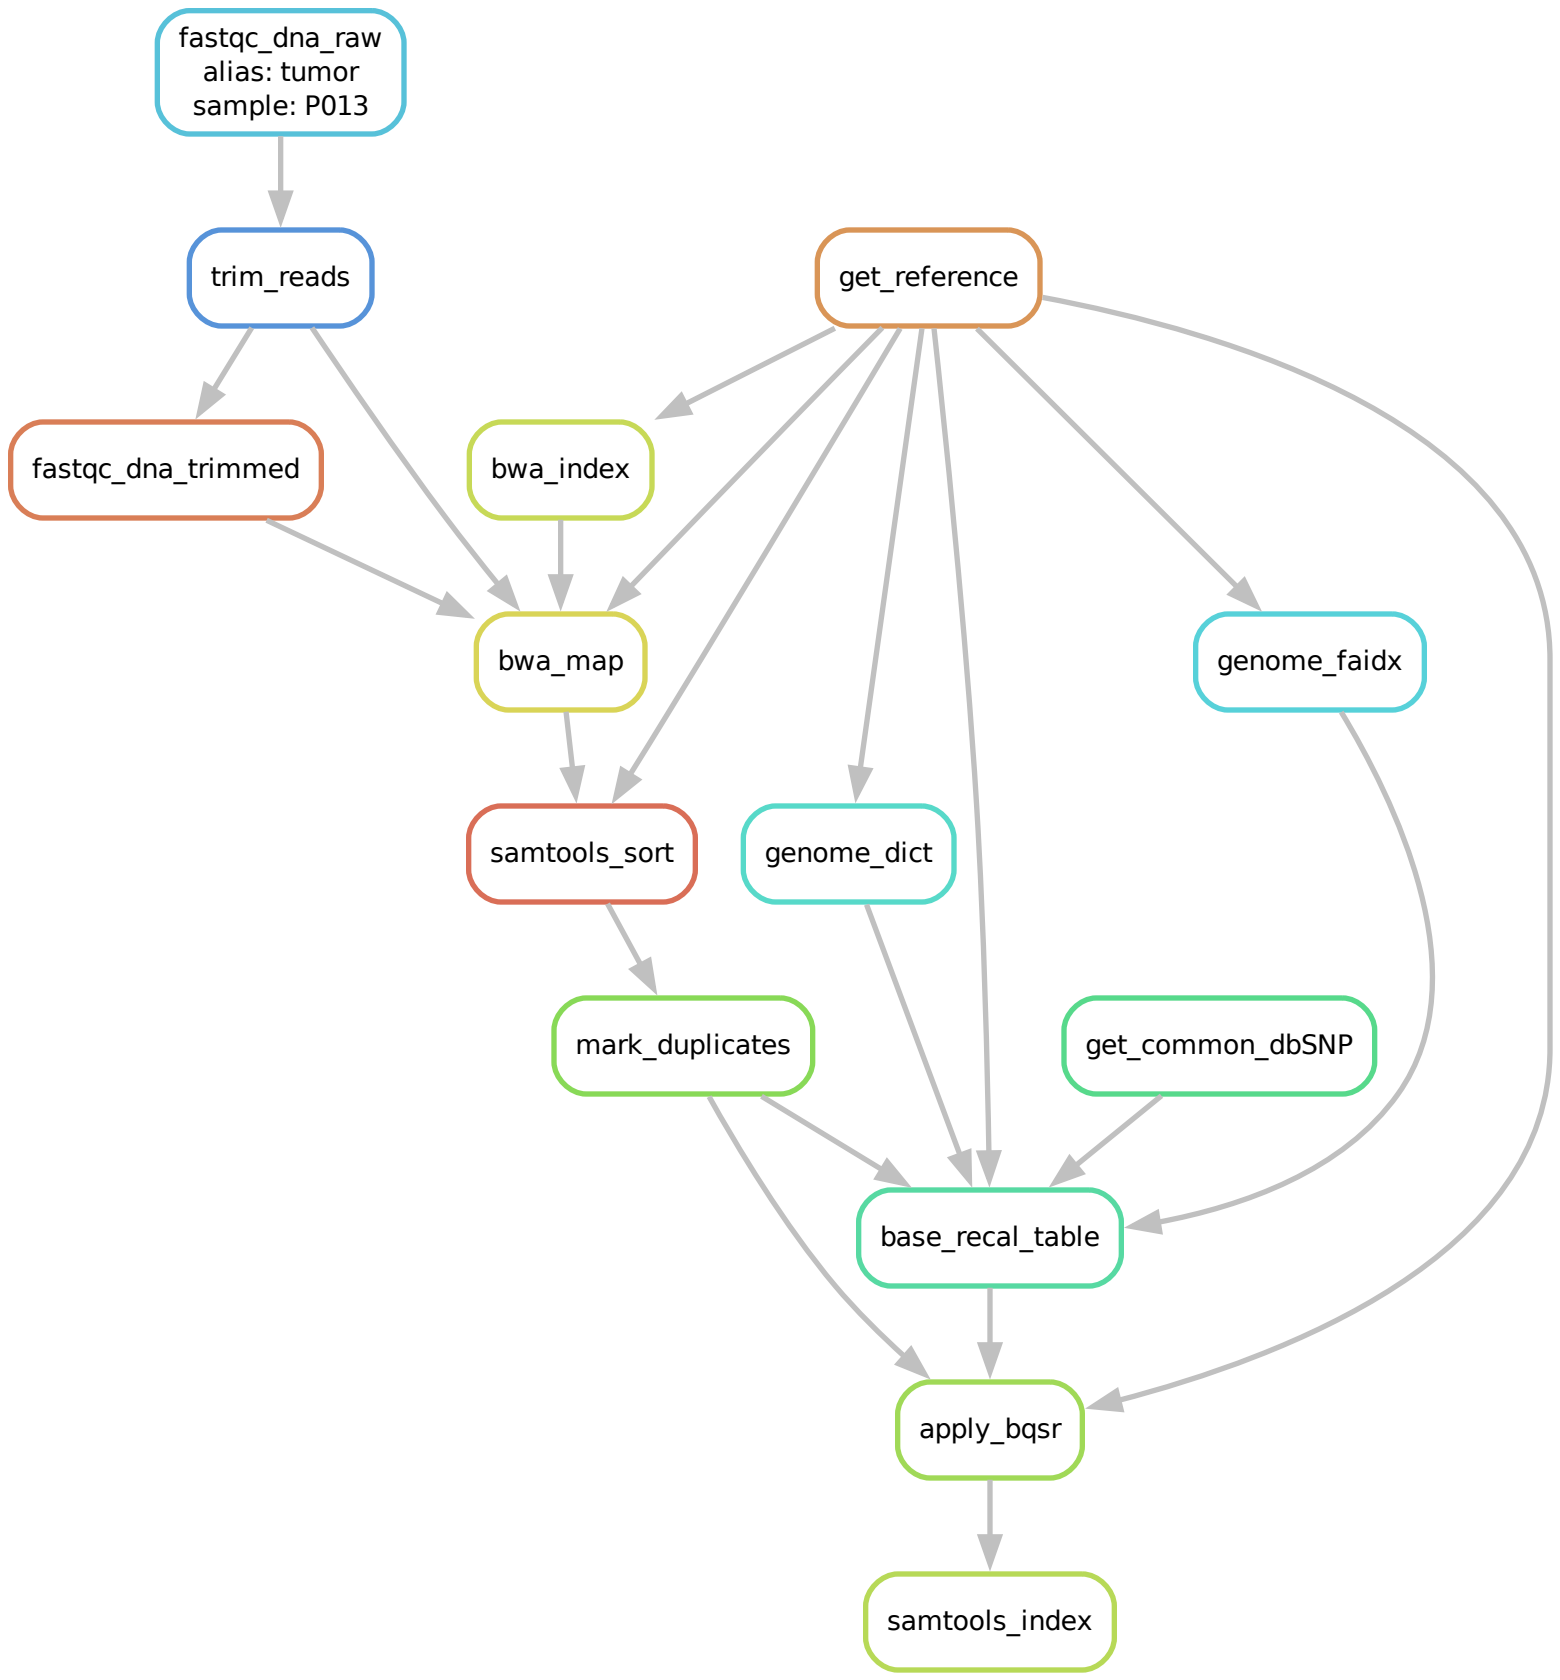 fastqc_dna_raw
alias: tumor
sample: P013
trim_reads
get_reference
fastqc_dna_trimmed
bwa_index
bwa_map
genome_faidx
samtools_sort
genome_dict
mark_duplicates
get_common_dbSNP
base_recal_table
apply_bqsr
samtools_index